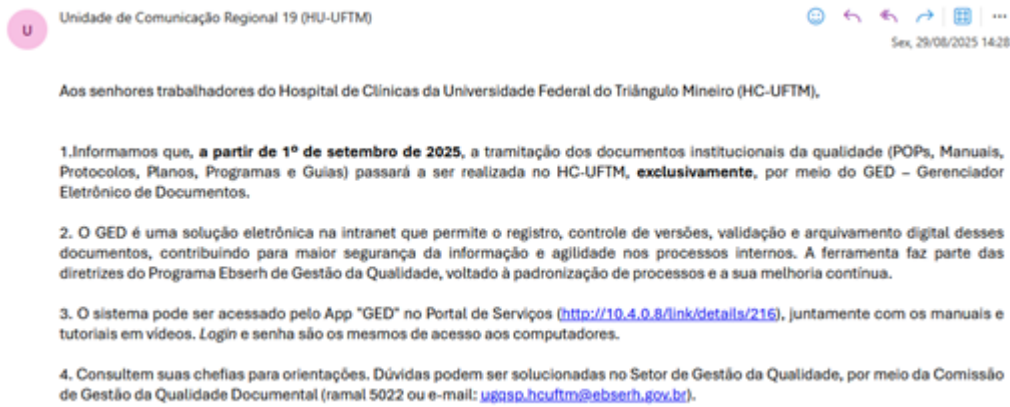 U
Unidade de Comunicação Regional 19 (HU-UFTM)
Sex, 29/08/2025 14:28
Aos senhores trabalhadores do Hospital de Clínicas da Universidade Federal do Triângulo Mineiro (HC-UFTM),
1.Informamos que, a partir de 1º de setembro de 2025, a tramitação dos documentos institucionais da qualidade (POPs, Manuais,
Protocolos, Planos, Programas e Guias) passará a ser realizada no HC-UFTM, exclusivamente, por meio do GED – Gerenciador
Eletrônico de Documentos.
2. O GED é uma solução eletrônica na intranet que permite o registro, controle de versões, validação e arquivamento digital desses
documentos, contribuindo para maior segurança da informação e agilidade nos processos internos. A ferramenta faz parte das
diretrizes do Programa Ebserh de Gestão da Qualidade, voltado à padronização de processos e a sua melhoria contínua.
3. O sistema pode ser acessado pelo App "GED" no Portal de Serviços (http://10.4.0.8/link/details/216), juntamente com os manuais e
tutoriais em vídeos. Login e senha são os mesmos de acesso aos computadores.
4. Consultem suas chefias para orientações. Dúvidas podem ser solucionadas no Setor de Gestão da Qualidade, por meio da Comissão
de Gestão da Qualidade Documental (ramal 5022 ou e-mail: ugqsp.hcuftm@ebserh.gov.br).